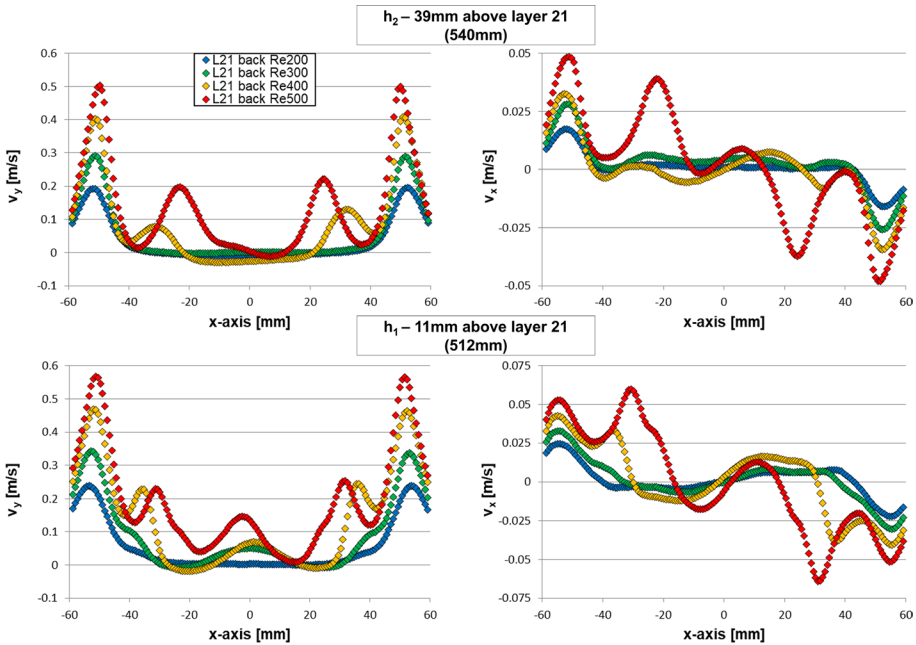 h₂ – 39mm above layer 21
(540mm)
0.6
0.5
0.4
0.3
0.2
0.1
0
-0.1
v_y [m/s]
L21 back Re200
L21 back Re300
L21 back Re400
L21 back Re500
-60 -40 -20 0 20 40 60
x-axis [mm]
0.05
0.025
0
-0.025
-0.05
v_x [m/s]
-60 -40 -20 0 20 40 60
x-axis [mm]
h₁ – 11mm above layer 21
(512mm)
0.6
0.5
0.4
0.3
0.2
0.1
0
-0.1
v_y [m/s]
-60 -40 -20 0 20 40 60
x-axis [mm]
0.075
0.05
0.025
0
-0.025
-0.05
-0.075
v_x [m/s]
-60 -40 -20 0 20 40 60
x-axis [mm]